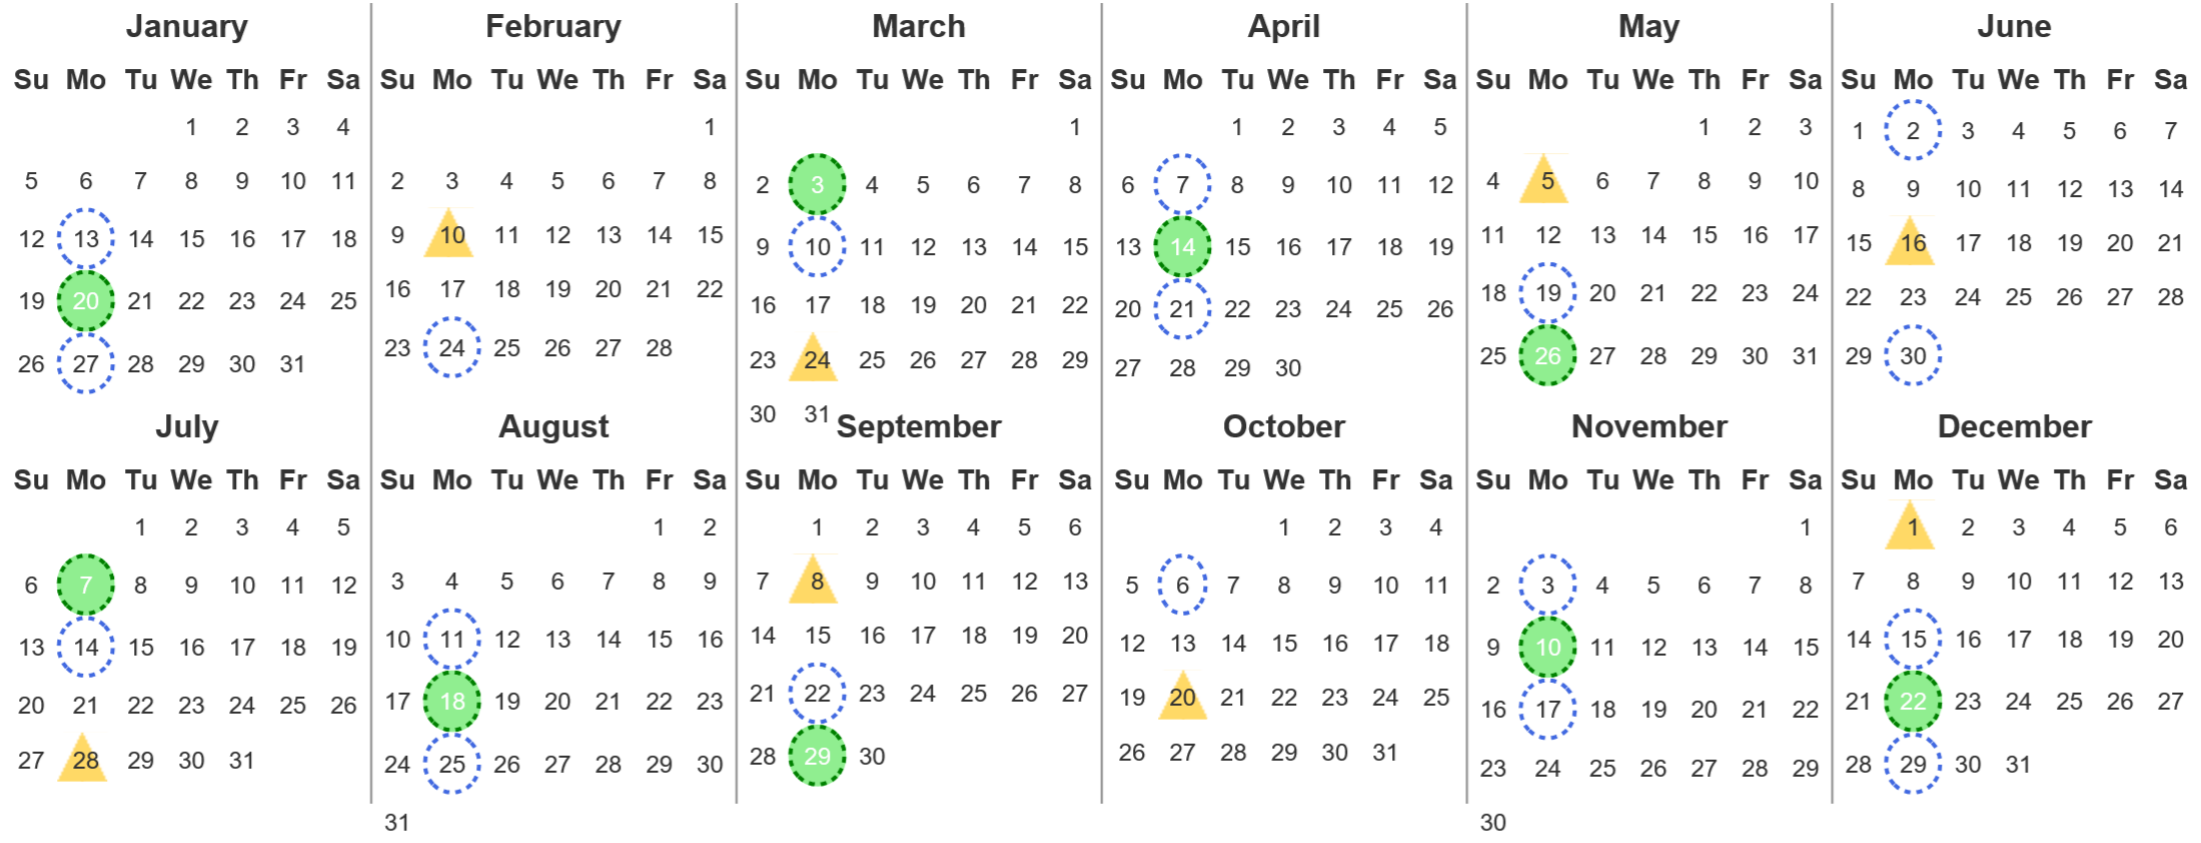 January February March April May June
Su Mo Tu We Th Fr Sa Su Mo Tu We Th Fr Sa Su Mo Tu We Th Fr Sa Su Mo Tu We Th Fr Sa Su Mo Tu We Th Fr Sa Su Mo Tu We Th Fr Sa
1 2 3 4 1 1 1 2 3 4 5 1 2 3 1 2 3 4 5 6 7
5 6 7 8 9 10 11 2 3 4 5 6 7 8 2 3 4 5 6 7 8 6 7 8 9 10 11 12 4 5 6 7 8 9 10 8 9 10 11 12 13 14
12 13 14 15 16 17 18 9 10 11 12 13 14 15 9 10 11 12 13 14 15 13 14 15 16 17 18 19 11 12 13 14 15 16 17 15 16 17 18 19 20 21
19 20 21 22 23 24 25 16 17 18 19 20 21 22 16 17 18 19 20 21 22 20 21 22 23 24 25 26 18 19 20 21 22 23 24 22 23 24 25 26 27 28
26 27 28 29 30 31 23 24 25 26 27 28 23 24 25 26 27 28 29 27 28 29 30 25 26 27 28 29 30 31 29 30
30 31
July August September October November December
Su Mo Tu We Th Fr Sa Su Mo Tu We Th Fr Sa Su Mo Tu We Th Fr Sa Su Mo Tu We Th Fr Sa Su Mo Tu We Th Fr Sa Su Mo Tu We Th Fr Sa
1 2 3 4 5 1 2 1 2 3 4 5 6 1 2 3 4 1 1 2 3 4 5 6
6 7 8 9 10 11 12 3 4 5 6 7 8 9 7 8 9 10 11 12 13 5 6 7 8 9 10 11 2 3 4 5 6 7 8 7 8 9 10 11 12 13
13 14 15 16 17 18 19 10 11 12 13 14 15 16 14 15 16 17 18 19 20 12 13 14 15 16 17 18 9 10 11 12 13 14 15 14 15 16 17 18 19 20
20 21 22 23 24 25 26 17 18 19 20 21 22 23 21 22 23 24 25 26 27 19 20 21 22 23 24 25 16 17 18 19 20 21 22 21 22 23 24 25 26 27
27 28 29 30 31 24 25 26 27 28 29 30 28 29 30 26 27 28 29 30 31 23 24 25 26 27 28 29 28 29 30 31
31 30